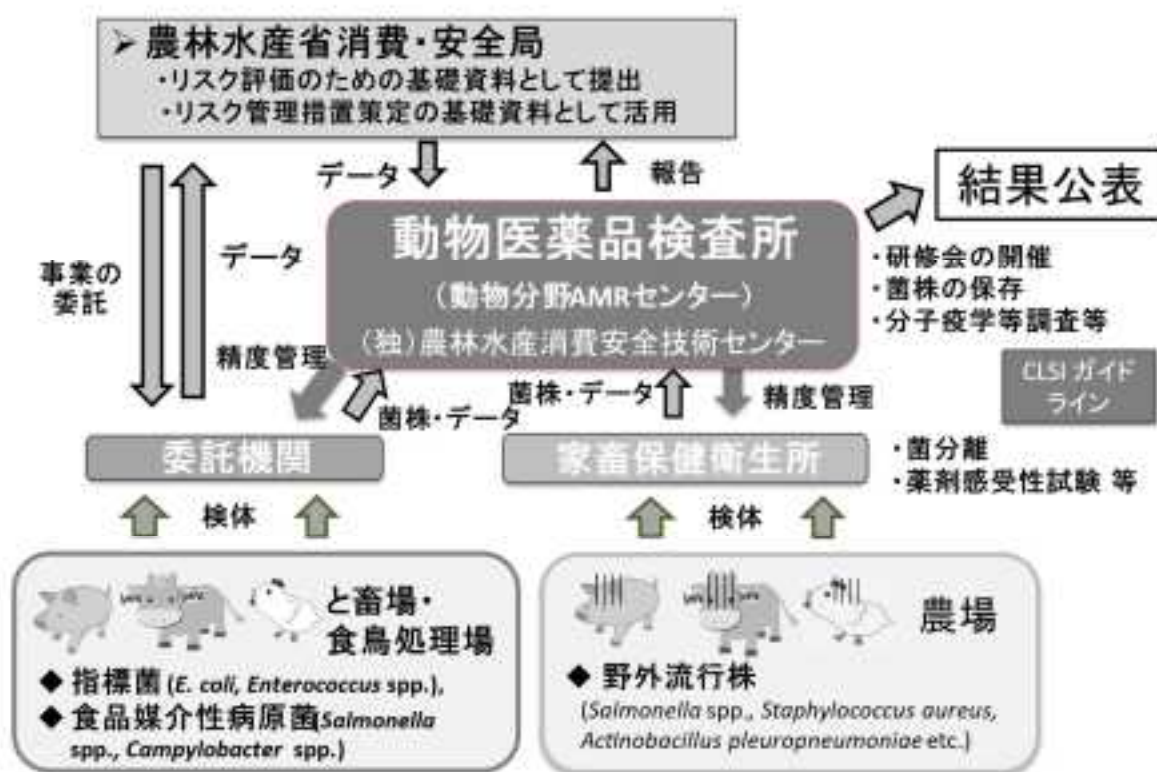 ➢ 農林水産省消費・安全局
・リスク評価のための基礎資料として提出
・リスク管理措置策定の基礎資料として活用
データ
報告
結果公表
事業の
委託
データ
動物医薬品検査所
(動物分野AMRセンター)
(独)農林水産消費安全技術センター
・研修会の開催
・菌株の保存
・分子疫学等調査等
精度管理
菌株・データ
菌株・データ
精度管理
CLSI ガイド
ライン
委託機関
家畜保健衛生所
・菌分離
・薬剤感受性試験 等
検体
検体
と畜場・
食鳥処理場
◆ 指標菌 (E. coli, Enterococcus spp.),
◆ 食品媒介性病原菌(Salmonella
spp., Campylobacter spp.)
農場
◆ 野外流行株
(Salmonella spp., Staphylococcus aureus,
Actinobacillus pleuropneumoniae etc.)